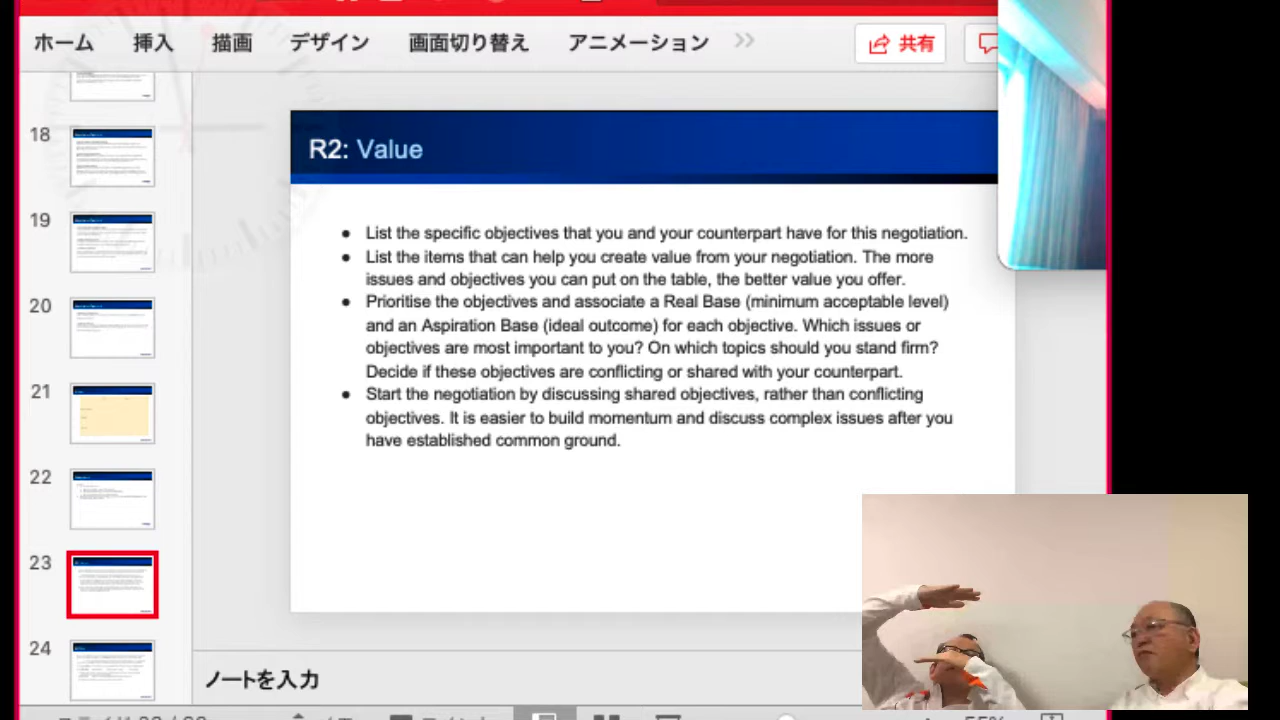 ホーム 挿入 描画 デザイン 画面切り替え アニメーション 共有
18
19
20
21
22
23
24
R2: Value
● List the specific objectives that you and your counterpart have for this negotiation.
● List the items that can help you create value from your negotiation. The more
issues and objectives you can put on the table, the better value you offer.
● Prioritise the objectives and associate a Real Base (minimum acceptable level)
and an Aspiration Base (ideal outcome) for each objective. Which issues or
objectives are most important to you? On which topics should you stand firm?
Decide if these objectives are conflicting or shared with your counterpart.
● Start the negotiation by discussing shared objectives, rather than conflicting
objectives. It is easier to build momentum and discuss complex issues after you
have established common ground.
ノートを入力